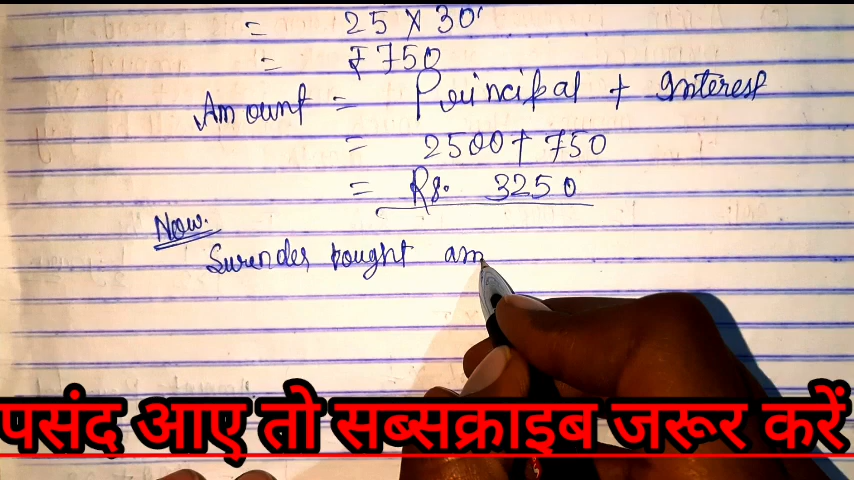 = 25 × 30
= ₹ 750
Amount = Principal + Interest
= 2500 + 750
= Rs. 3250
Now.
Surender bought am
पसंद आए तो सब्सक्राइब जरूर करें